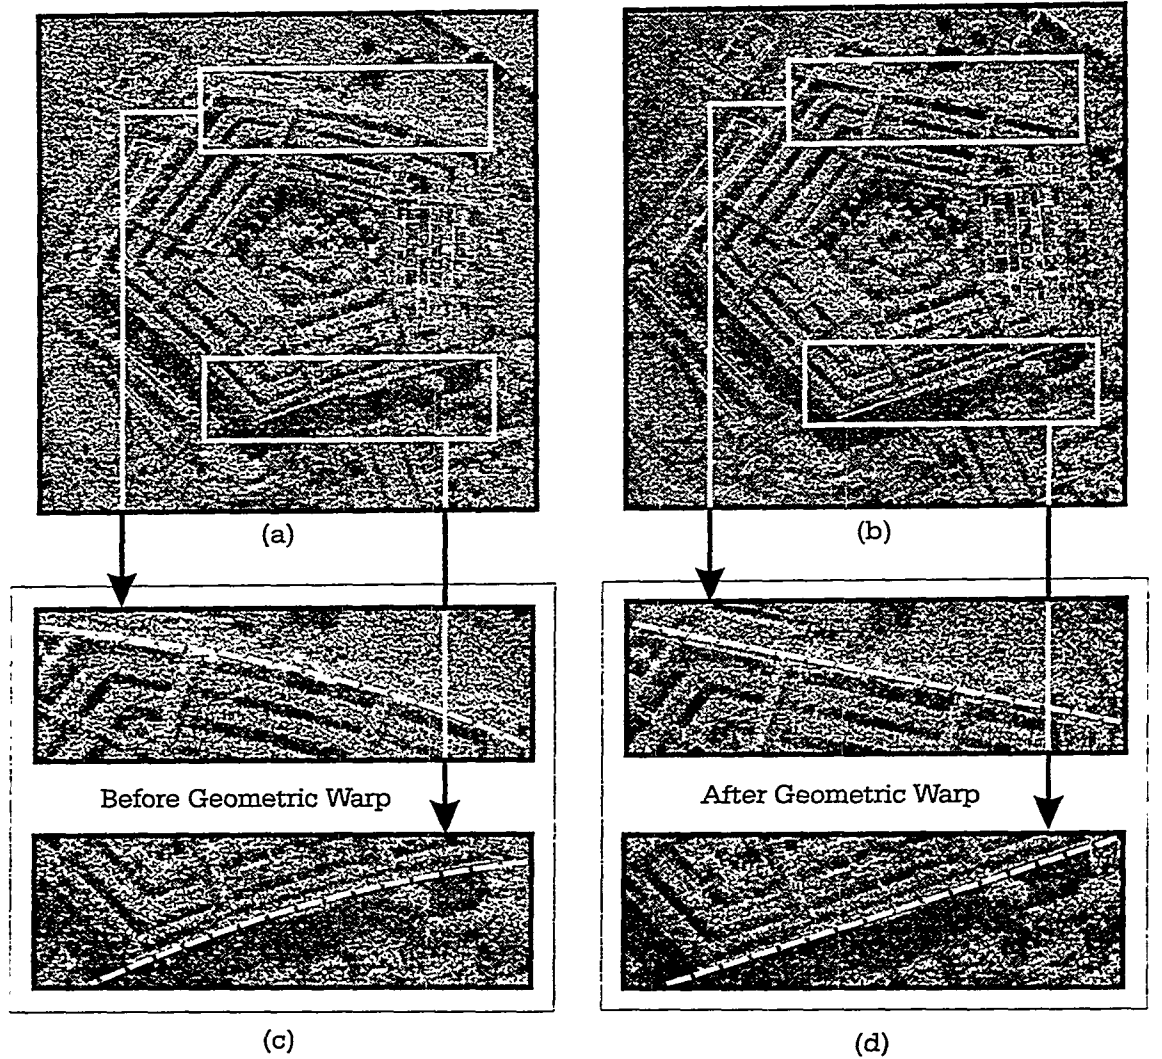 (a)
(b)
Before Geometric Warp
After Geometric Warp
(c)
(d)